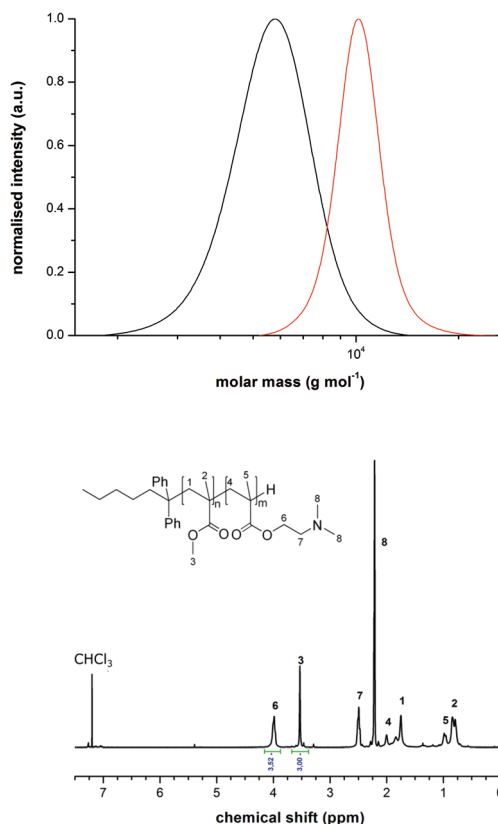 1.0
0.8
0.6
0.4
0.2
0.0
normalised intensity (a.u.)
10⁴
molar mass (g mol⁻¹)
Ph
Ph
1
2
n
4
5
m
H
O
O
3
O
O
6
7
N
8
8
CHCl₃
6
3
7
8
4
1
5
2
3,52
3,00
7
6
5
4
3
2
1
0
chemical shift (ppm)